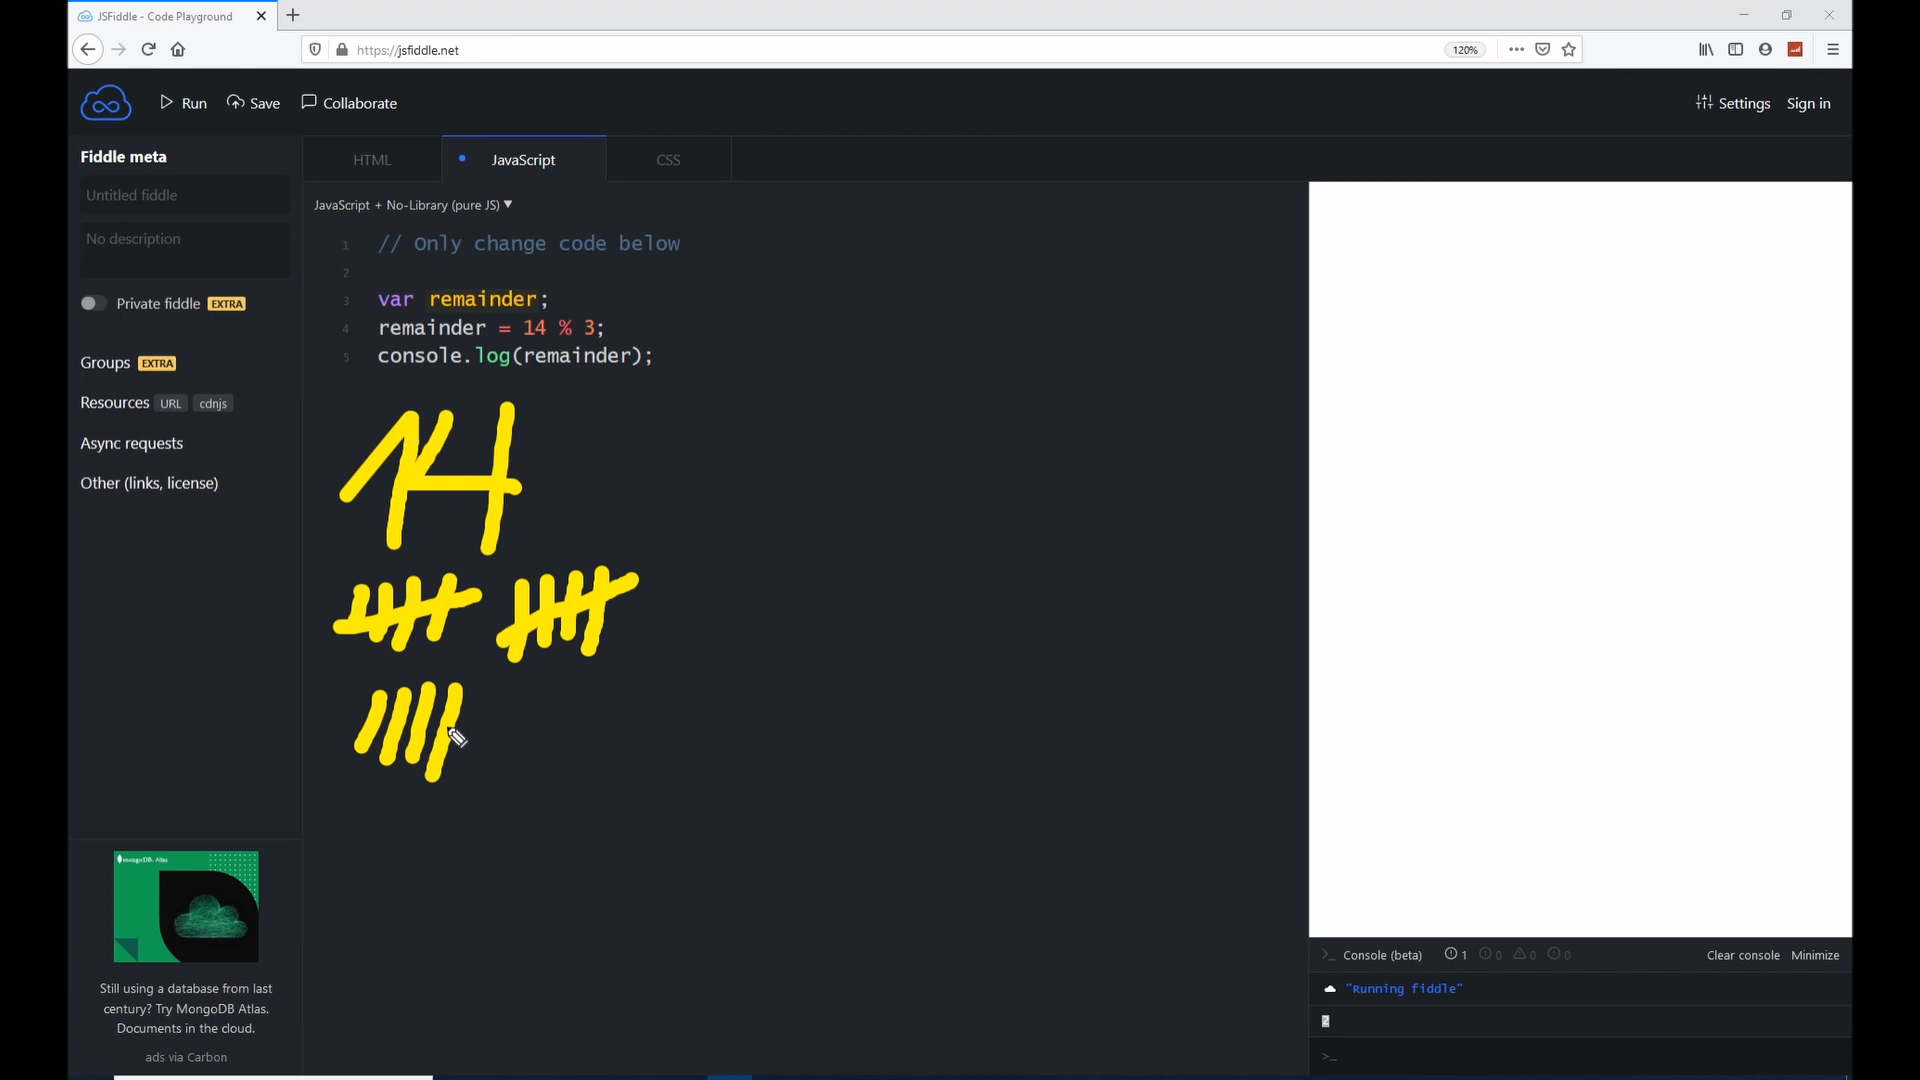 JSFiddle - Code Playground
https://jsfiddle.net
120%
Run
Save
Collaborate
Settings
Sign in
Fiddle meta
Untitled fiddle
No description
Private fiddle EXTRA
Groups EXTRA
Resources URL cdnjs
Async requests
Other (links, license)
mongoDB. Atlas
Still using a database from last
century? Try MongoDB Atlas.
Documents in the cloud.
ads via Carbon
HTML
JavaScript
CSS
JavaScript + No-Library (pure JS)
1 // Only change code below
2
3 var remainder;
4 remainder = 14 % 3;
5 console.log(remainder);
14
>_ Console (beta) 1 0 0 0 Clear console Minimize
"Running fiddle"
>_